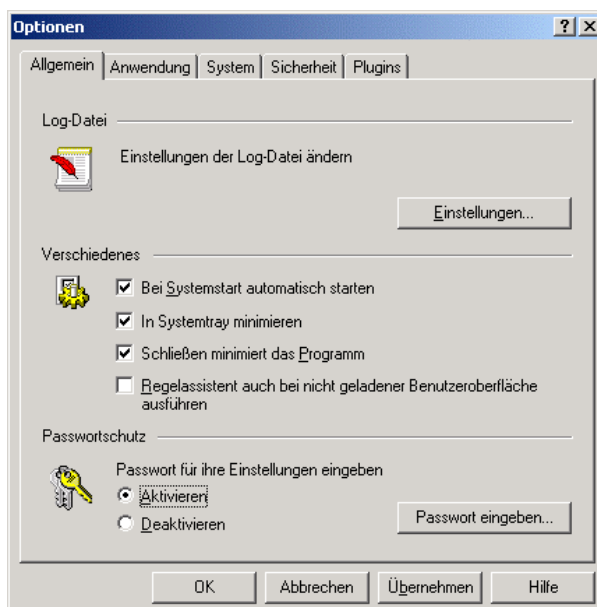 Optionen
Allgemein Anwendung System Sicherheit Plugins
Log-Datei
Einstellungen der Log-Datei ändern
Einstellungen...
Verschiedenes
Bei Systemstart automatisch starten
In Systemtray minimieren
Schließen minimiert das Programm
Regelassistent auch bei nicht geladener Benutzeroberfläche
ausführen
Passwortschutz
Passwort für ihre Einstellungen eingeben
Aktivieren
Deaktivieren
Passwort eingeben...
OK Abbrechen Übernehmen Hilfe